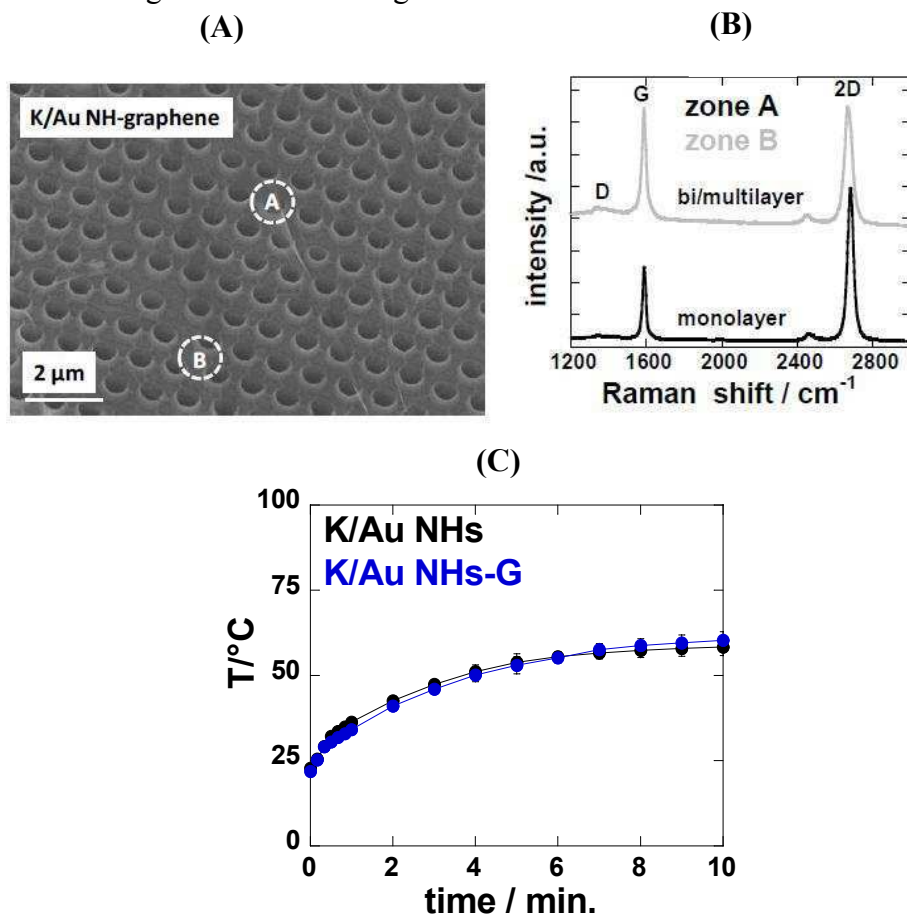 (A)
(B)
K/Au NH-graphene
A
B
2 µm
G
2D
zone A
zone B
D
bi/multilayer
monolayer
intensity /a.u.
1200 1600 2000 2400 2800
Raman shift / cm-1
(C)
100
75
50
25
0
T/°C
K/Au NHs
K/Au NHs-G
0 2 4 6 8 10
time / min.